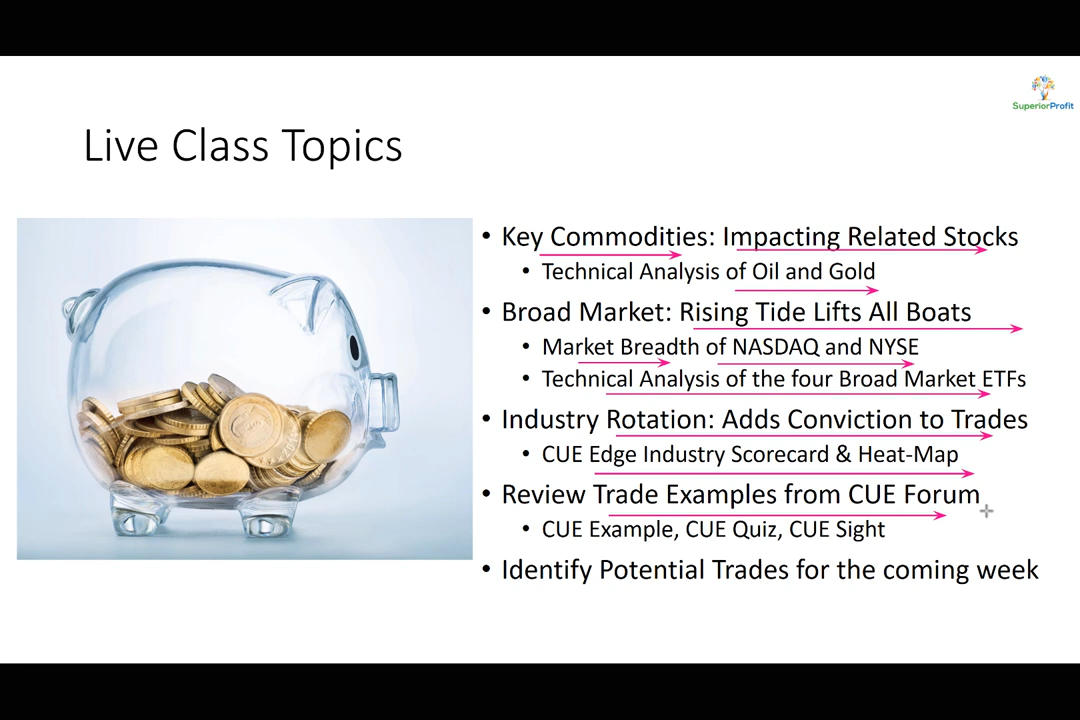 SuperiorProfit
Live Class Topics
• Key Commodities: Impacting Related Stocks
• Technical Analysis of Oil and Gold
• Broad Market: Rising Tide Lifts All Boats
• Market Breadth of NASDAQ and NYSE
• Technical Analysis of the four Broad Market ETFs
• Industry Rotation: Adds Conviction to Trades
• CUE Edge Industry Scorecard & Heat-Map
• Review Trade Examples from CUE Forum
• CUE Example, CUE Quiz, CUE Sight
• Identify Potential Trades for the coming week